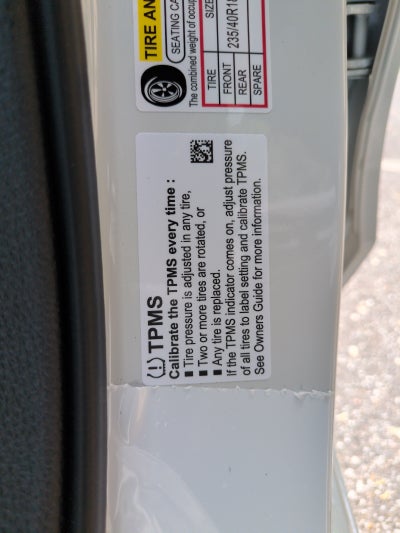 TPMS
Calibrate the TPMS every time :
■ Tire pressure is adjusted in any tire,
■ Two or more tires are rotated, or
■ Any tire is replaced.
If the TPMS indicator comes on, adjust pressure
of all tires to label setting and calibrate TPMS.
See Owners Guide for more information.
TIRE AN
SEATING CA
The combined weight of occup
TIRE SIZE
FRONT 235/40R1
REAR
SPARE